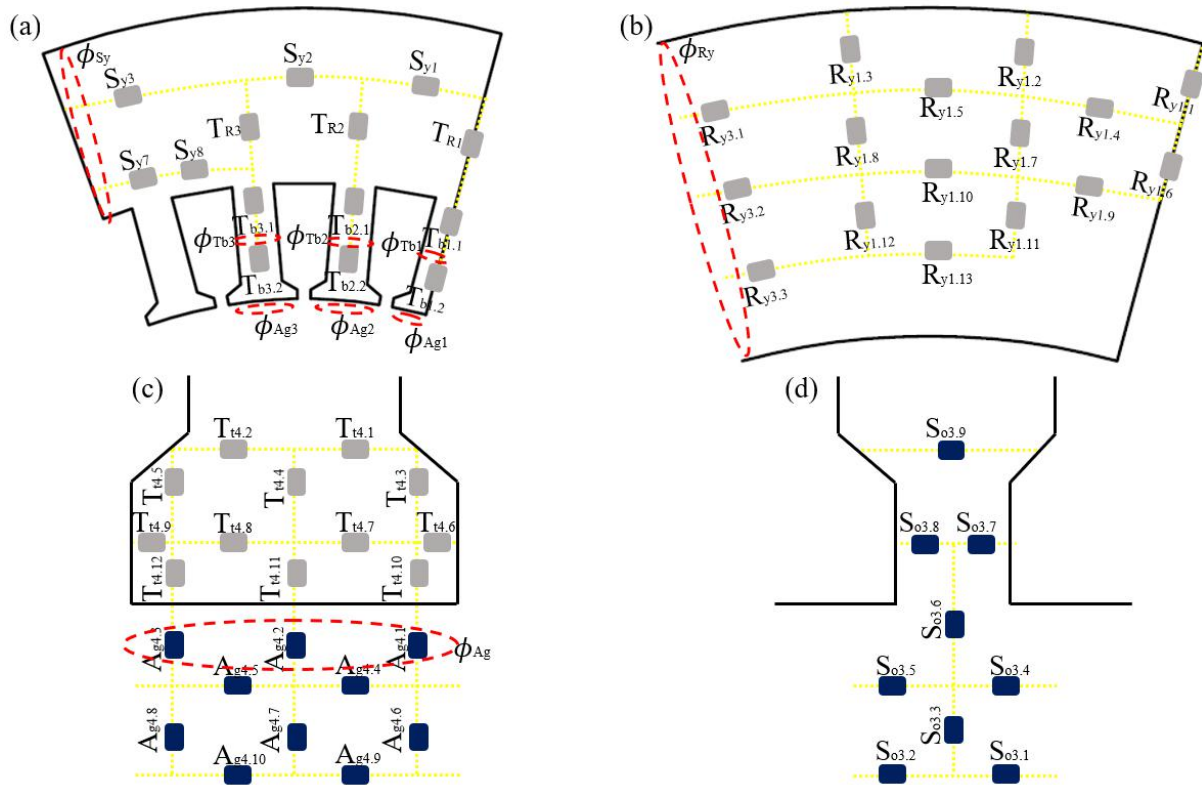 (a)
ϕSy
Sy3
Sy2
Sy1
TR3
TR2
TR1
Sy7
Sy8
ϕTb3
Tb3.1
ϕTb2
Tb2.1
ϕTb1
Tb1.1
Tb3.2
Tb2.2
Tb1.2
ϕAg3
ϕAg2
ϕAg1
(b)
ϕRy
Ry1.3
Ry1.2
Ry1.1
Ry3.1
Ry1.5
Ry1.4
Ry1.8
Ry1.7
Ry1.6
Ry3.2
Ry1.10
Ry1.9
Ry1.12
Ry1.11
Ry3.3
Ry1.13
(c)
Tt4.2
Tt4.1
Tt4.5
Tt4.4
Tt4.3
Tt4.9
Tt4.8
Tt4.7
Tt4.6
Tt4.12
Tt4.11
Tt4.10
Ag4.3
Ag4.2
Ag4.1
ϕAg
Ag4.5
Ag4.4
Ag4.8
Ag4.7
Ag4.6
Ag4.10
Ag4.9
(d)
So3.9
So3.8
So3.7
So3.6
So3.5
So3.4
So3.3
So3.2
So3.1